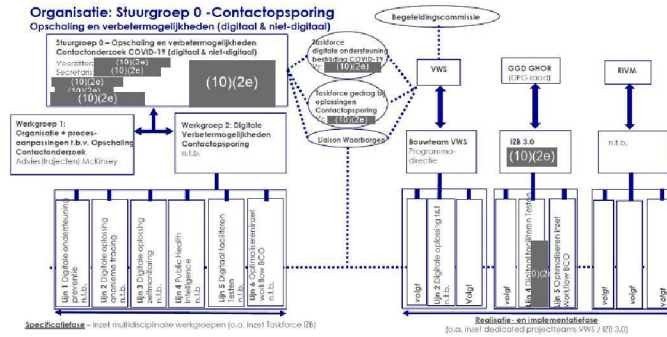 Organisatie: Stuurgroep 0 -Contactopsporing
Opschaling en verbetermogelijkheden (digitaal & niet-digitaal)
Begeleidingscommissie
Stuurgroep 0 – Opschaling en verbetermogelijkheden
Contactonderzoek COVID-19 (digitaal & niet-digitaal)
Voorzitter:
Secretaris:
(10)(2e)
(10)(2e)
(10)(2e)
(10)(2e)
(10)(2e)
Taskforce
digitale ondersteuning
bestrijding COVID-19
Vz: (10)(2e)
Taskforce gedrag bij
oplossingen
Contactopsporing
Vz: (10)(2e)
Liaison Waarborgen
VWS
GGD GHOR
(DPG raad)
RIVM
Werkgroep 1:
Organisatie + proces-
aanpassingen t.b.v. Opschaling
Contactonderzoek
Advies(trajecten) McKinsey
Werkgroep 2: Digitale
Verbetermogelijkheden
Contactopsporing
n.t.b.
Bouwteam VWS
Programma-
directie
IZB 3.0
(10)(2e)
n.t.b.
Lijn 1 Digitale ondersteuning
preventie
n.t.b.
Lijn 2 Digitale oplossing
anonieme tracing
n.t.b.
Lijn 3 Digitale oplossing
zelfmonitoring
n.t.b.
Lijn 4 Public Health
Intelligence
n.t.b.
Lijn 5 Digitaal faciliteren
Testen
n.t.b.
Lijn 6 Optimaliseren inzet
workflow BCO
n.t.b.
volgt
Lijn 2 Digitale oplossing t&t
n.t.b.
volgt
volgt
Lijn 4 Digitaal faciliteren Testen
(10)(2e)
Lijn 5 Optimaliseren inzet
Workflow BCO
volgt
volgt
volgt
Specificatiefase – inzet multidisciplinaire werkgroepen (o.a. inzet Taskforce IZB)
Realisatie- en implementatiefase
(o.a. inzet dedicated projectteams VWS / IZB 3.0)